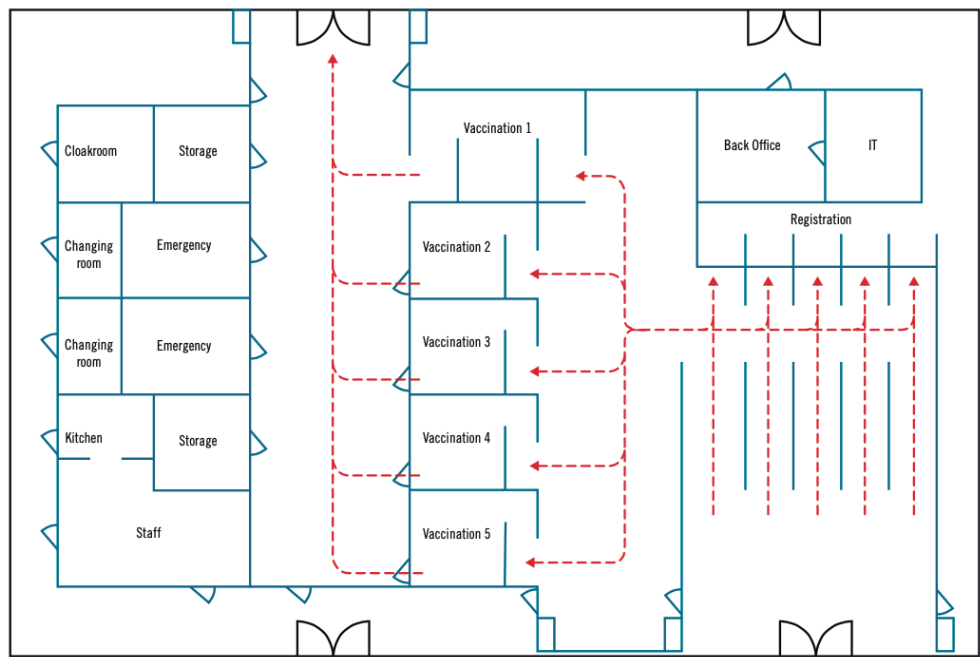 Vaccination 1
Cloakroom
Storage
Back Office
IT
Registration
Changing
room
Emergency
Vaccination 2
Changing
room
Emergency
Vaccination 3
Kitchen
Storage
Vaccination 4
Staff
Vaccination 5